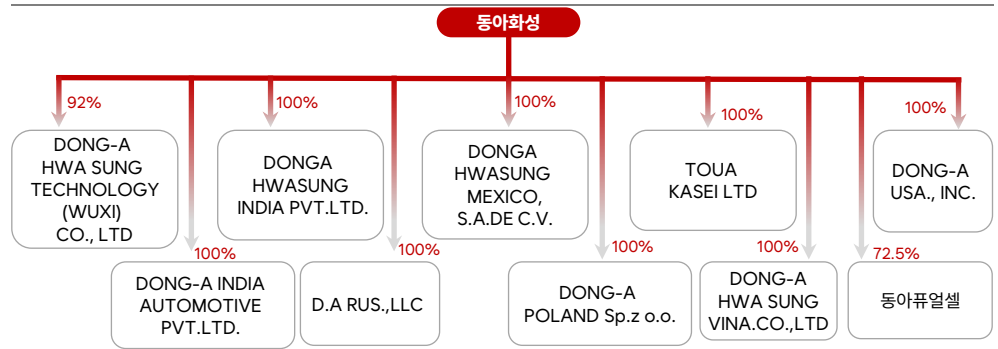 동아화성
92%
DONG-A
HWA SUNG
TECHNOLOGY
(WUXI)
CO., LTD
100%
DONGA
HWASUNG
INDIA PVT.LTD.
100%
DONGA
HWASUNG
MEXICO,
S.A.DE C.V.
100%
TOUA
KASEI LTD
100%
DONG-A
USA., INC.
100%
DONG-A INDIA
AUTOMOTIVE
PVT.LTD.
100%
D.A RUS.,LLC
100%
DONG-A
POLAND Sp.z o.o.
100%
DONG-A
HWA SUNG
VINA.CO.,LTD
72.5%
동아퓨얼셀